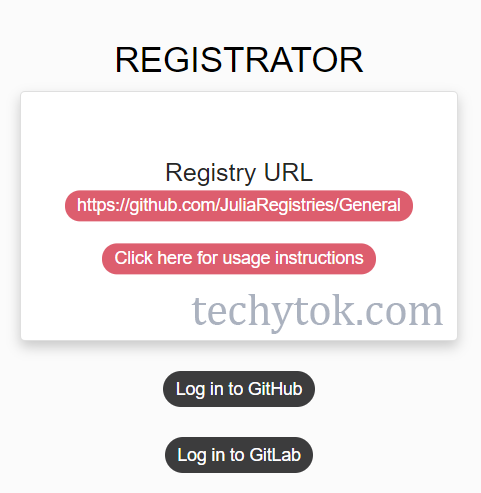 REGISTRATOR
Registry URL
https://github.com/JuliaRegistries/General
Click here for usage instructions
techytok.com
Log in to GitHub
Log in to GitLab